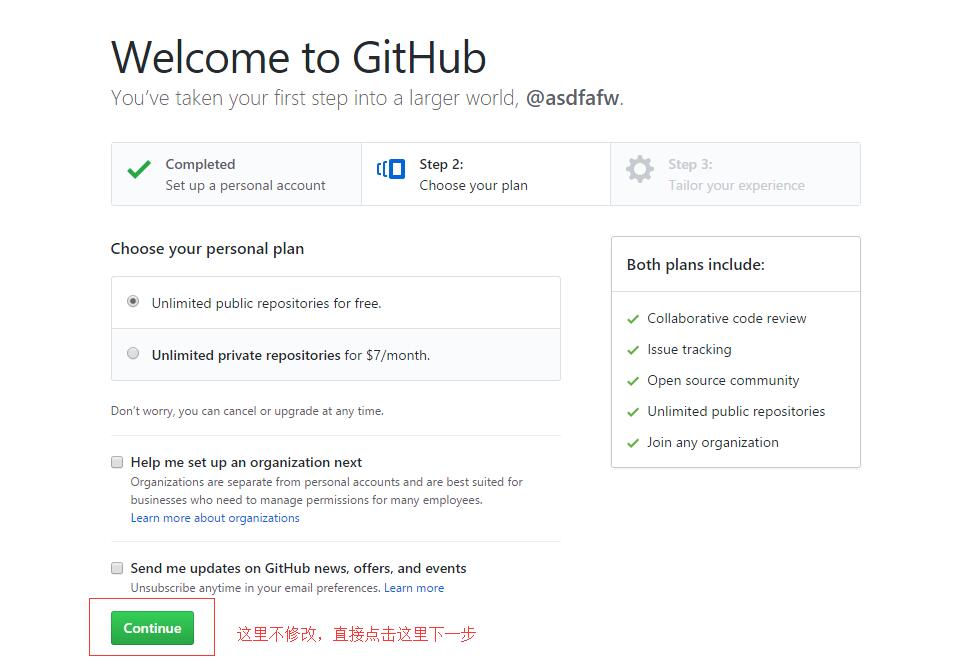 Welcome to GitHub
You’ve taken your first step into a larger world, @asdfafw.
Completed
Set up a personal account
Step 2:
Choose your plan
Step 3:
Tailor your experience
Choose your personal plan
Unlimited public repositories for free.
Unlimited private repositories for $7/month.
Don’t worry, you can cancel or upgrade at any time.
Both plans include:
Collaborative code review
Issue tracking
Open source community
Unlimited public repositories
Join any organization
Help me set up an organization next
Organizations are separate from personal accounts and are best suited for
businesses who need to manage permissions for many employees.
Learn more about organizations
Send me updates on GitHub news, offers, and events
Unsubscribe anytime in your email preferences. Learn more
Continue
这里不修改，直接点击这里下一步